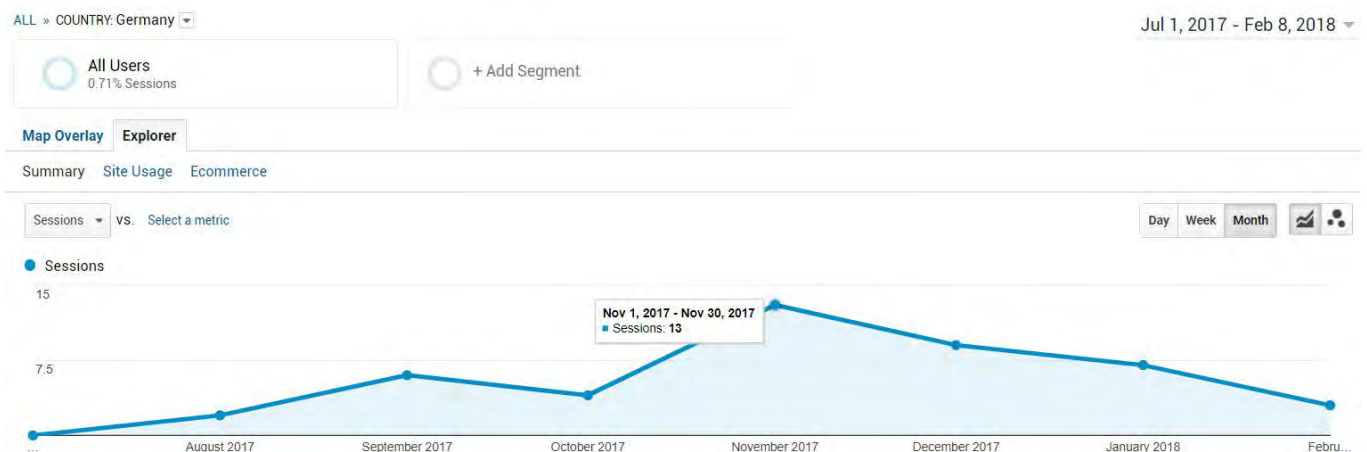 ALL » COUNTRY: Germany
Jul 1, 2017 - Feb 8, 2018
All Users
0.71% Sessions
+ Add Segment
Map Overlay Explorer
Summary Site Usage Ecommerce
Sessions VS. Select a metric
Day Week Month
Sessions
15
Nov 1, 2017 - Nov 30, 2017
Sessions: 13
7.5
... August 2017 September 2017 October 2017 November 2017 December 2017 January 2018 Febru...